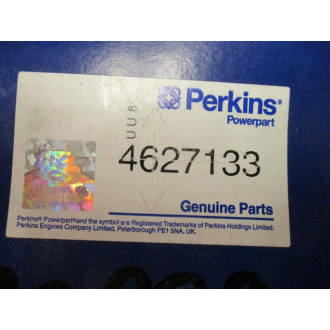 Perkins®
Powerpart
UU8
4627133
Genuine Parts
Perkins® Powerpart and the symbol are Registered Trademarks of Perkins Holdings Limited.
Perkins Engines Company Limited, Peterborough PE1 5NA, UK.